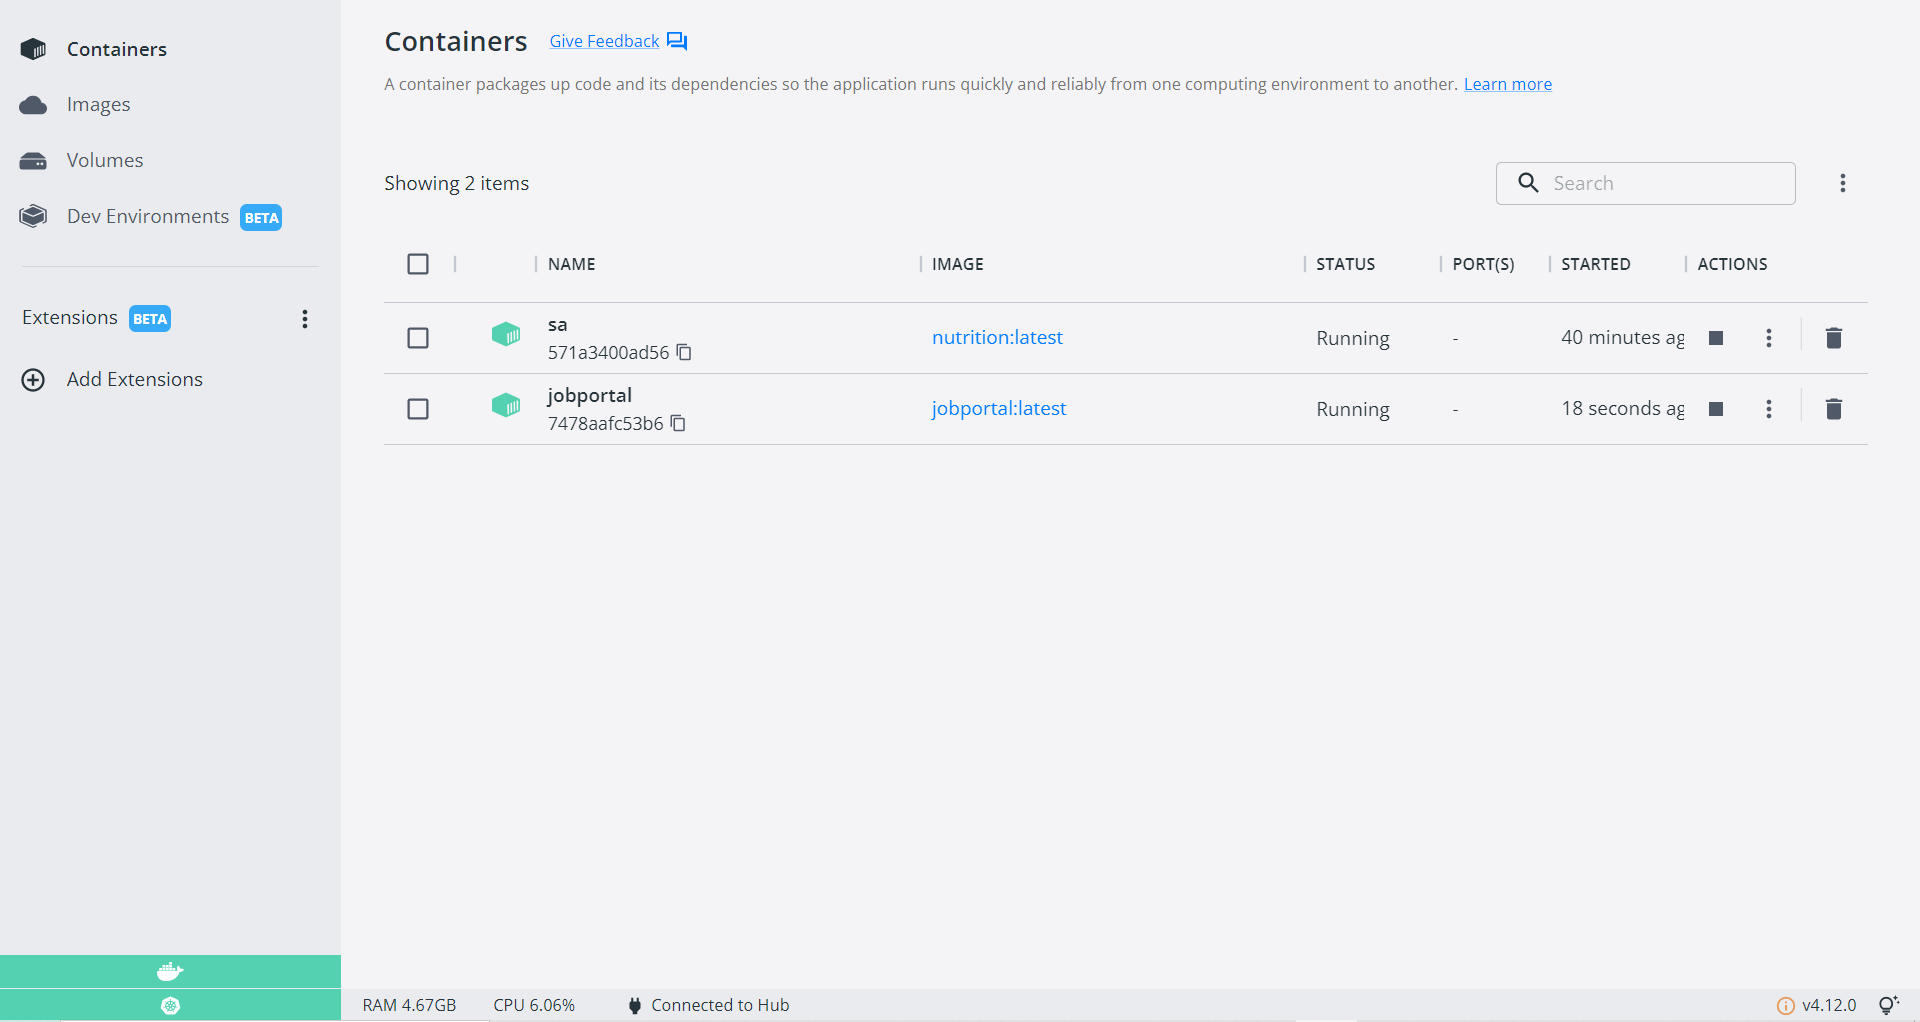 Containers
Images
Volumes
Dev Environments BETA
Extensions BETA
Add Extensions
Containers Give Feedback
A container packages up code and its dependencies so the application runs quickly and reliably from one computing environment to another. Learn more
Showing 2 items
Search
NAME IMAGE STATUS PORT(S) STARTED ACTIONS
sa
571a3400ad56
nutrition:latest Running - 40 minutes ag
jobportal
7478aafc53b6
jobportal:latest Running - 18 seconds ag
RAM 4.67GB CPU 6.06% Connected to Hub v4.12.0